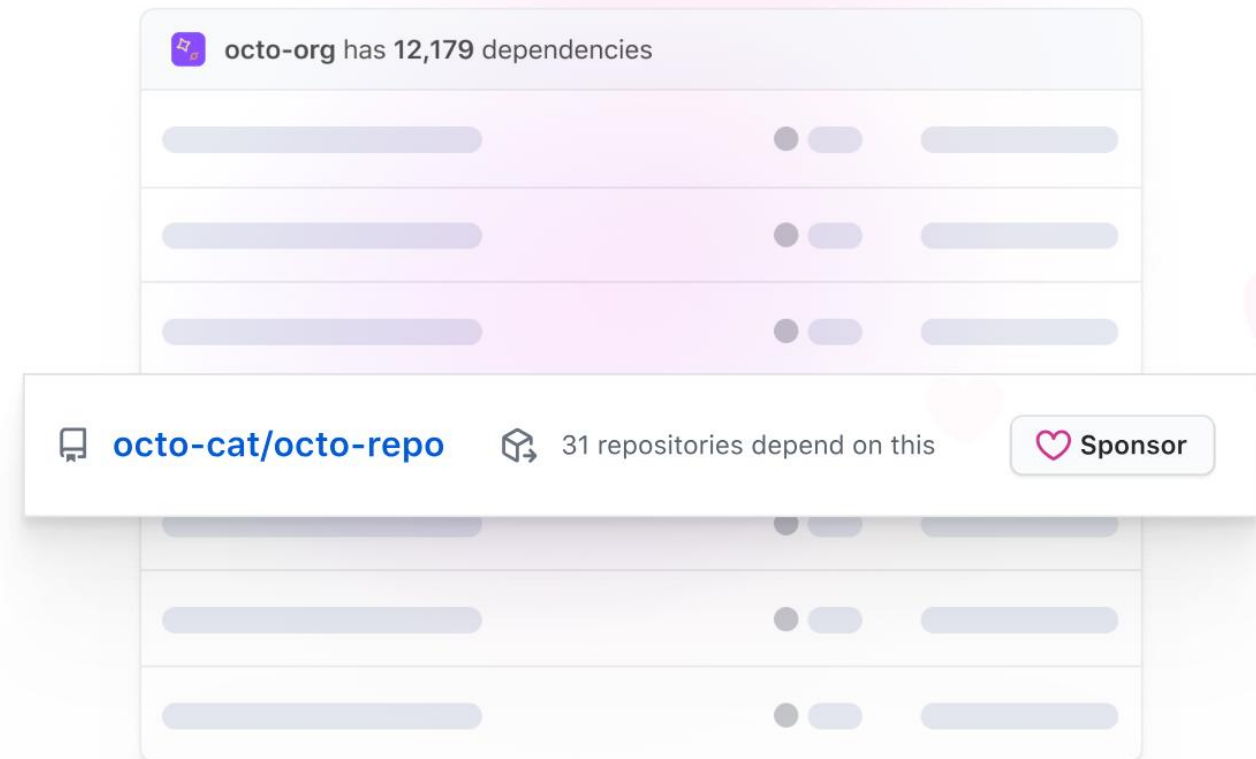 octo-org has 12,179 dependencies
octo-cat/octo-repo 31 repositories depend on this Sponsor